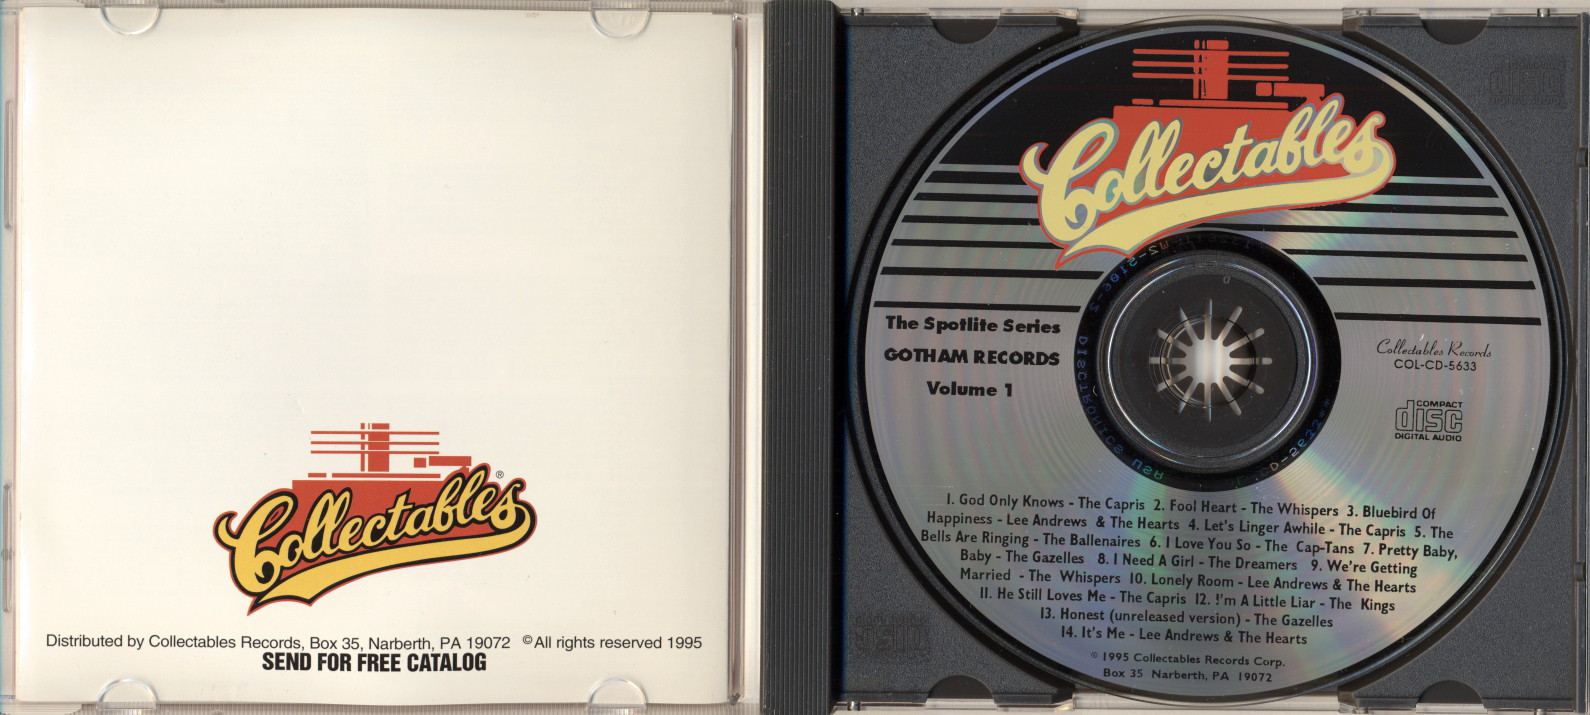 Collectables®
Distributed by Collectables Records, Box 35, Narberth, PA 19072 © All rights reserved 1995
SEND FOR FREE CATALOG
Collectables
The Spotlite Series
GOTHAM RECORDS
Volume 1
Collectables Records
COL-CD-5633
COMPACT
disc
DIGITAL AUDIO
1. God Only Knows - The Capris 2. Fool Heart - The Whispers 3. Bluebird Of
Happiness - Lee Andrews & The Hearts 4. Let's Linger Awhile - The Capris 5. The
Bells Are Ringing - The Ballenaires 6. I Love You So - The Cap-Tans 7. Pretty Baby,
Baby - The Gazelles 8. I Need A Girl - The Dreamers 9. We're Getting
Married - The Whispers 10. Lonely Room - Lee Andrews & The Hearts
11. He Still Loves Me - The Capris 12. !'m A Little Liar - The Kings
13. Honest (unreleased version) - The Gazelles
14. It's Me - Lee Andrews & The Hearts
© 1995 Collectables Records Corp.
Box 35 Narberth, PA 19072